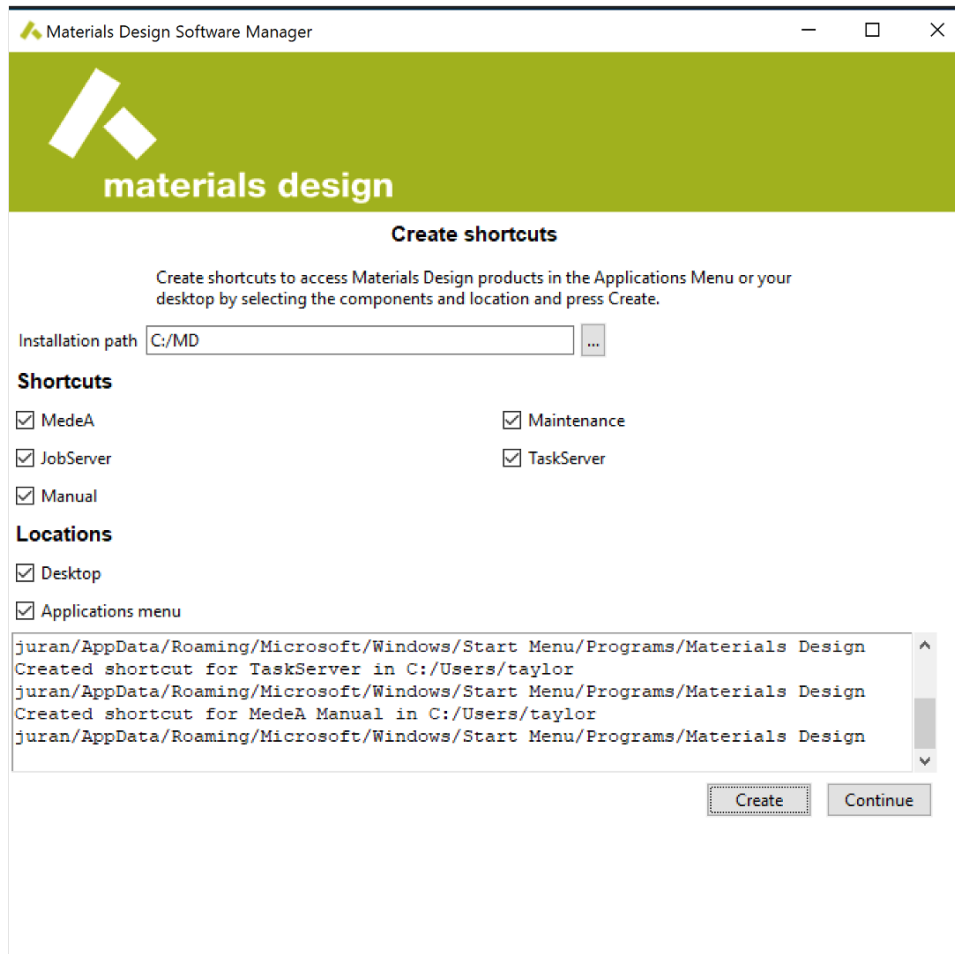 Materials Design Software Manager
materials design
Create shortcuts
Create shortcuts to access Materials Design products in the Applications Menu or your
desktop by selecting the components and location and press Create.
Installation path C:/MD ...
Shortcuts
MedeA Maintenance
JobServer TaskServer
Manual
Locations
Desktop
Applications menu
juran/AppData/Roaming/Microsoft/Windows/Start Menu/Programs/Materials Design
Created shortcut for TaskServer in C:/Users/taylor
juran/AppData/Roaming/Microsoft/Windows/Start Menu/Programs/Materials Design
Created shortcut for MedeA Manual in C:/Users/taylor
juran/AppData/Roaming/Microsoft/Windows/Start Menu/Programs/Materials Design
Create Continue